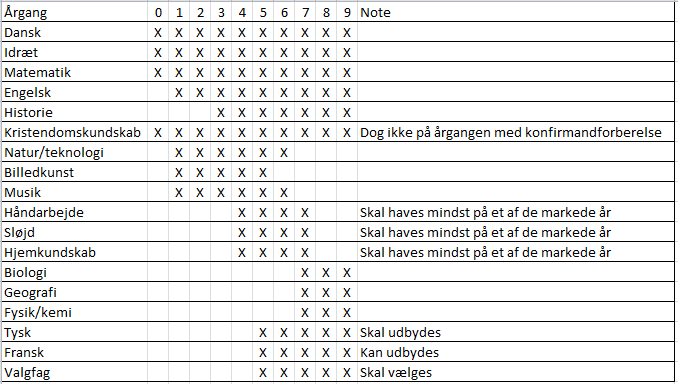 Årgang 0 1 2 3 4 5 6 7 8 9 Note
Dansk X X X X X X X X X X
Idræt X X X X X X X X X X
Matematik X X X X X X X X X X
Engelsk X X X X X X X X X
Historie X X X X X X X
Kristendomskundskab X X X X X X X X X X Dog ikke på årgangen med konfirmandforberelse
Natur/teknologi X X X X X X
Billedkunst X X X X X
Musik X X X X X X
Håndarbejde X X X X Skal haves mindst på et af de markede år
Sløjd X X X X Skal haves mindst på et af de markede år
Hjemkundskab X X X X Skal haves mindst på et af de markede år
Biologi X X X
Geografi X X X
Fysik/kemi X X X
Tysk X X X X X Skal udbydes
Fransk X X X X X Kan udbydes
Valgfag X X X X X Skal vælges